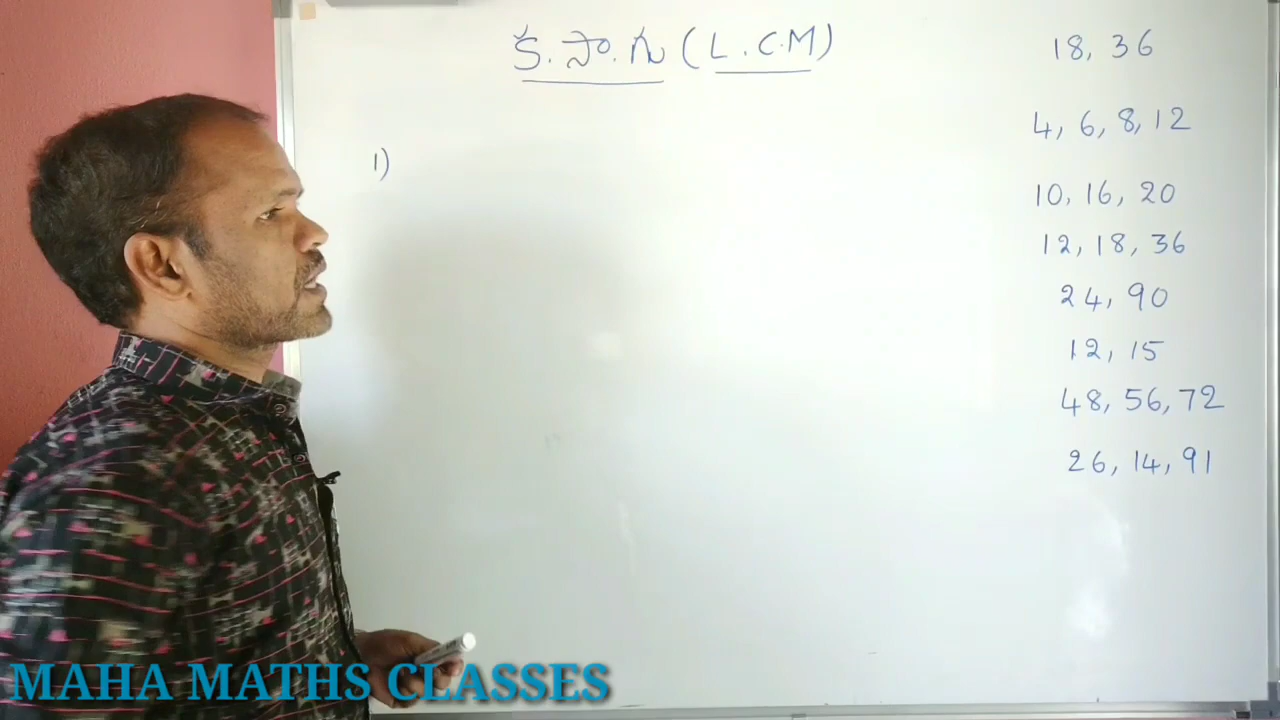 క.సా.గు (L.C.M)
1)
18, 36
4, 6, 8, 12
10, 16, 20
12, 18, 36
24, 90
12, 15
48, 56, 72
26, 14, 91
MAHA MATHS CLASSES